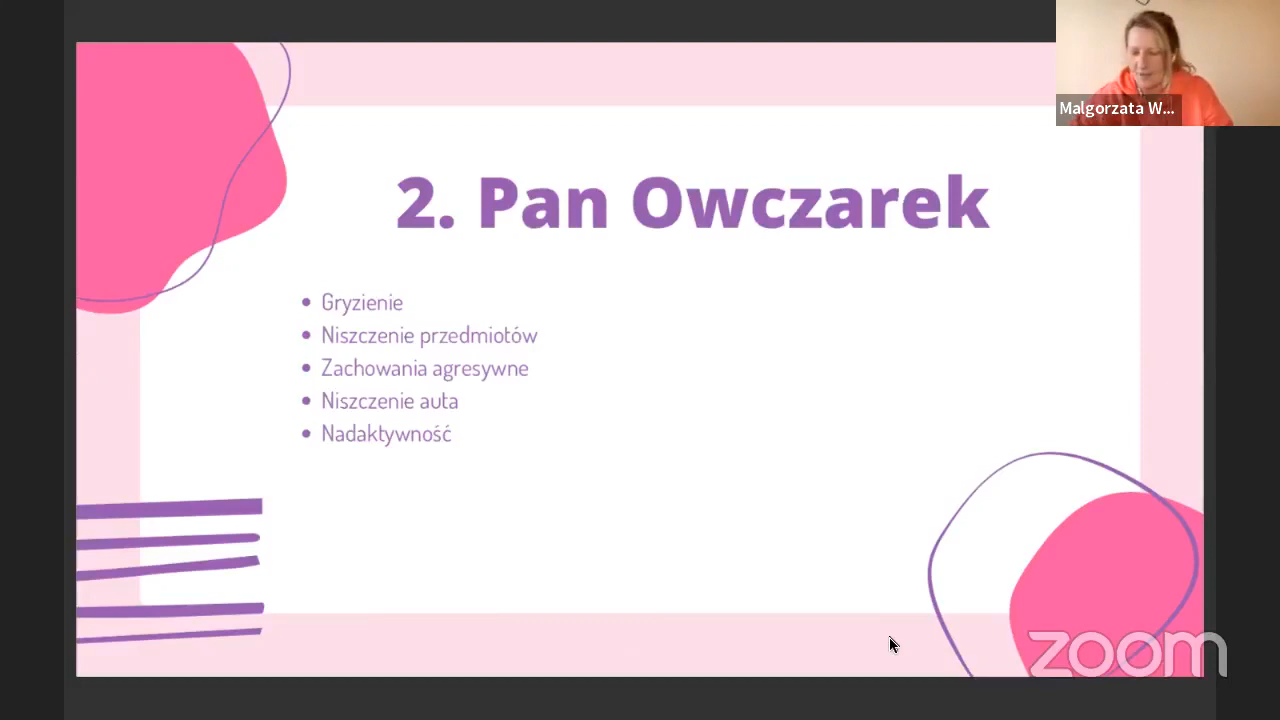 Malgorzata W...
2. Pan Owczarek
Gryzienie
Niszczenie przedmiotów
Zachowania agresywne
Niszczenie auta
Nadaktywność
zoom